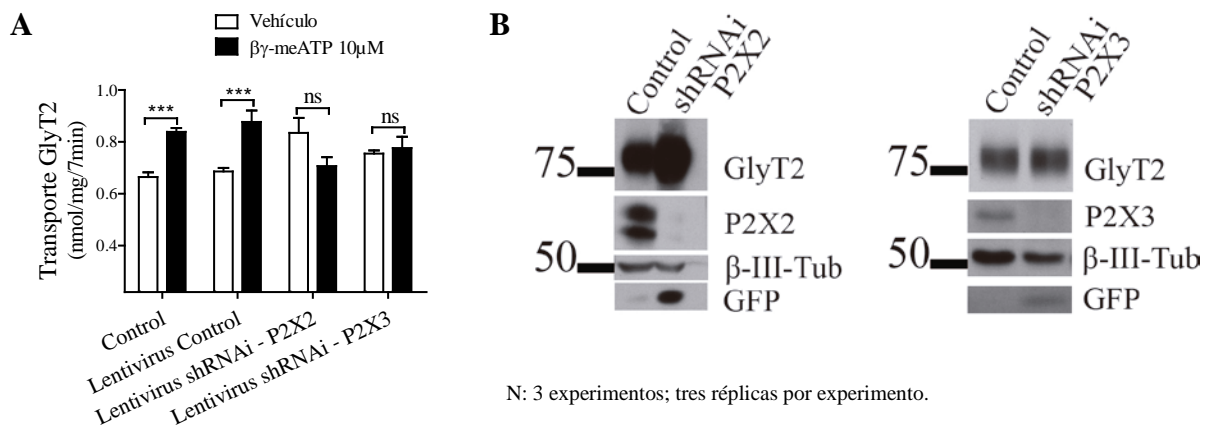 A
Vehículo
βγ-meATP 10µM
Transporte GlyT2
(nmol/mg/7min)
1.0
0.8
0.6
0.4
***
***
ns
ns
Control
Lentivirus Control
Lentivirus shRNAi - P2X2
Lentivirus shRNAi - P2X3
B
Control
shRNAi
P2X2
75
GlyT2
P2X2
50
β-III-Tub
GFP
Control
shRNAi
P2X3
75
GlyT2
P2X3
50
β-III-Tub
GFP
N: 3 experimentos; tres réplicas por experimento.